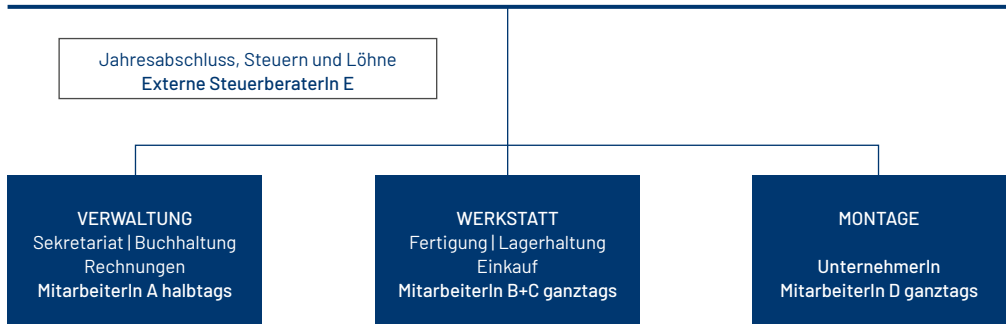 Jahresabschluss, Steuern und Löhne
Externe SteuerberaterIn E
VERWALTUNG
Sekretariat | Buchhaltung
Rechnungen
MitarbeiterIn A halbtags
WERKSTATT
Fertigung | Lagerhaltung
Einkauf
MitarbeiterIn B+C ganztags
MONTAGE
UnternehmerIn
MitarbeiterIn D ganztags